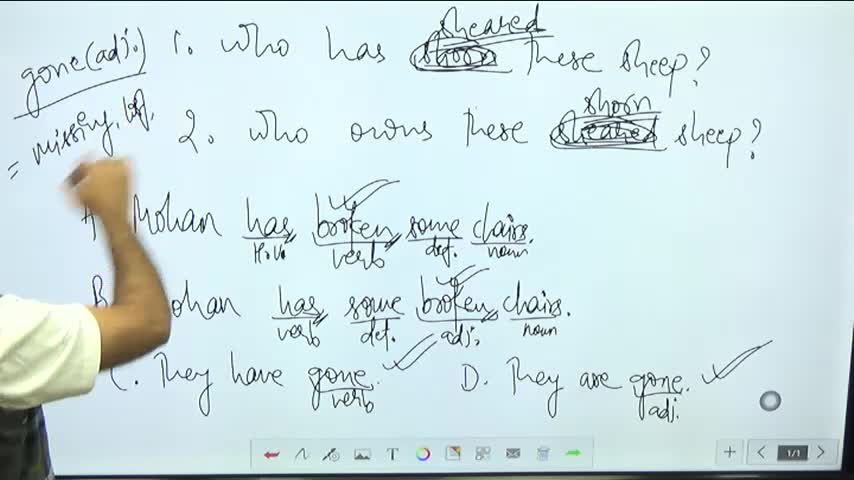 gone (adj.)
= missing, lost.
sheared
1. Who has shorn these sheep?
shorn
2. Who owns these sheared sheep?
A Mohan has broken some chairs.
H.V. verb det. noun
B Mohan has some broken chairs.
verb det. adj. noun
C. They have gone.
verb
D. They are gone.
adj.
T
1/1